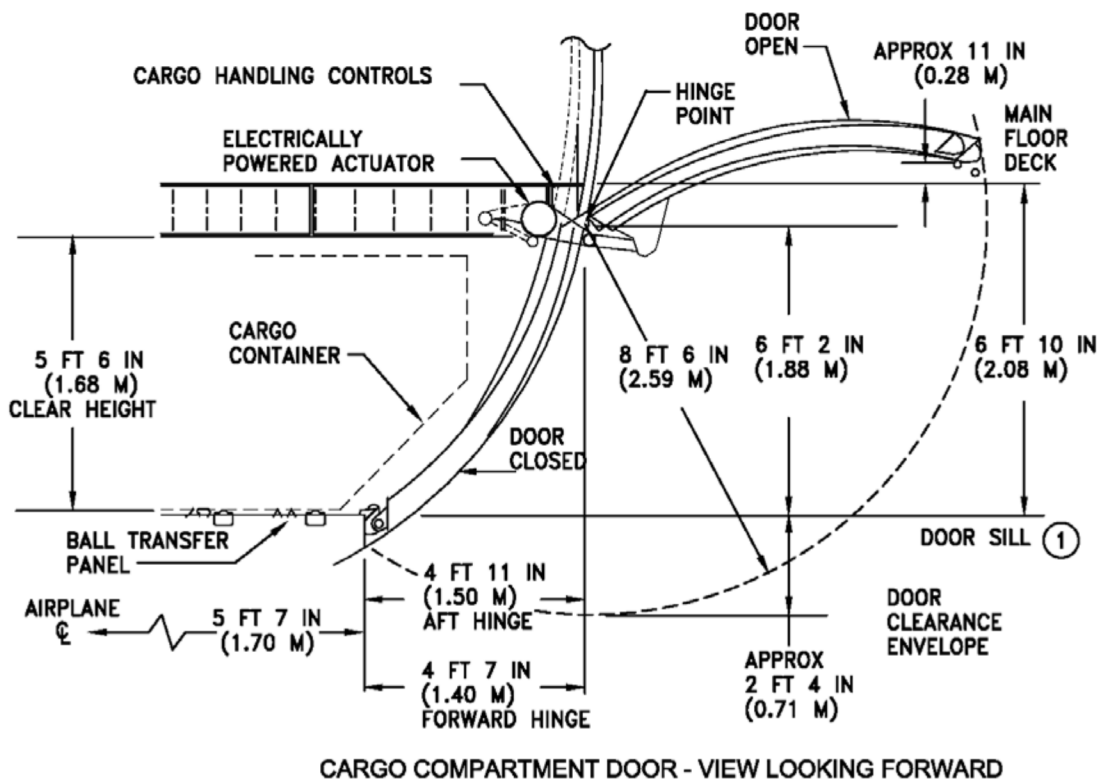 DOOR
OPEN
APPROX 11 IN
(0.28 M)
CARGO HANDLING CONTROLS
HINGE
POINT
MAIN
FLOOR
DECK
ELECTRICALLY
POWERED ACTUATOR
CARGO
CONTAINER
5 FT 6 IN
(1.68 M)
CLEAR HEIGHT
8 FT 6 IN
(2.59 M)
6 FT 2 IN
(1.88 M)
6 FT 10 IN
(2.08 M)
DOOR
CLOSED
BALL TRANSFER
PANEL
DOOR SILL 1
4 FT 11 IN
(1.50 M)
AFT HINGE
AIRPLANE
CL
5 FT 7 IN
(1.70 M)
DOOR
CLEARANCE
ENVELOPE
4 FT 7 IN
(1.40 M)
FORWARD HINGE
APPROX
2 FT 4 IN
(0.71 M)
CARGO COMPARTMENT DOOR - VIEW LOOKING FORWARD